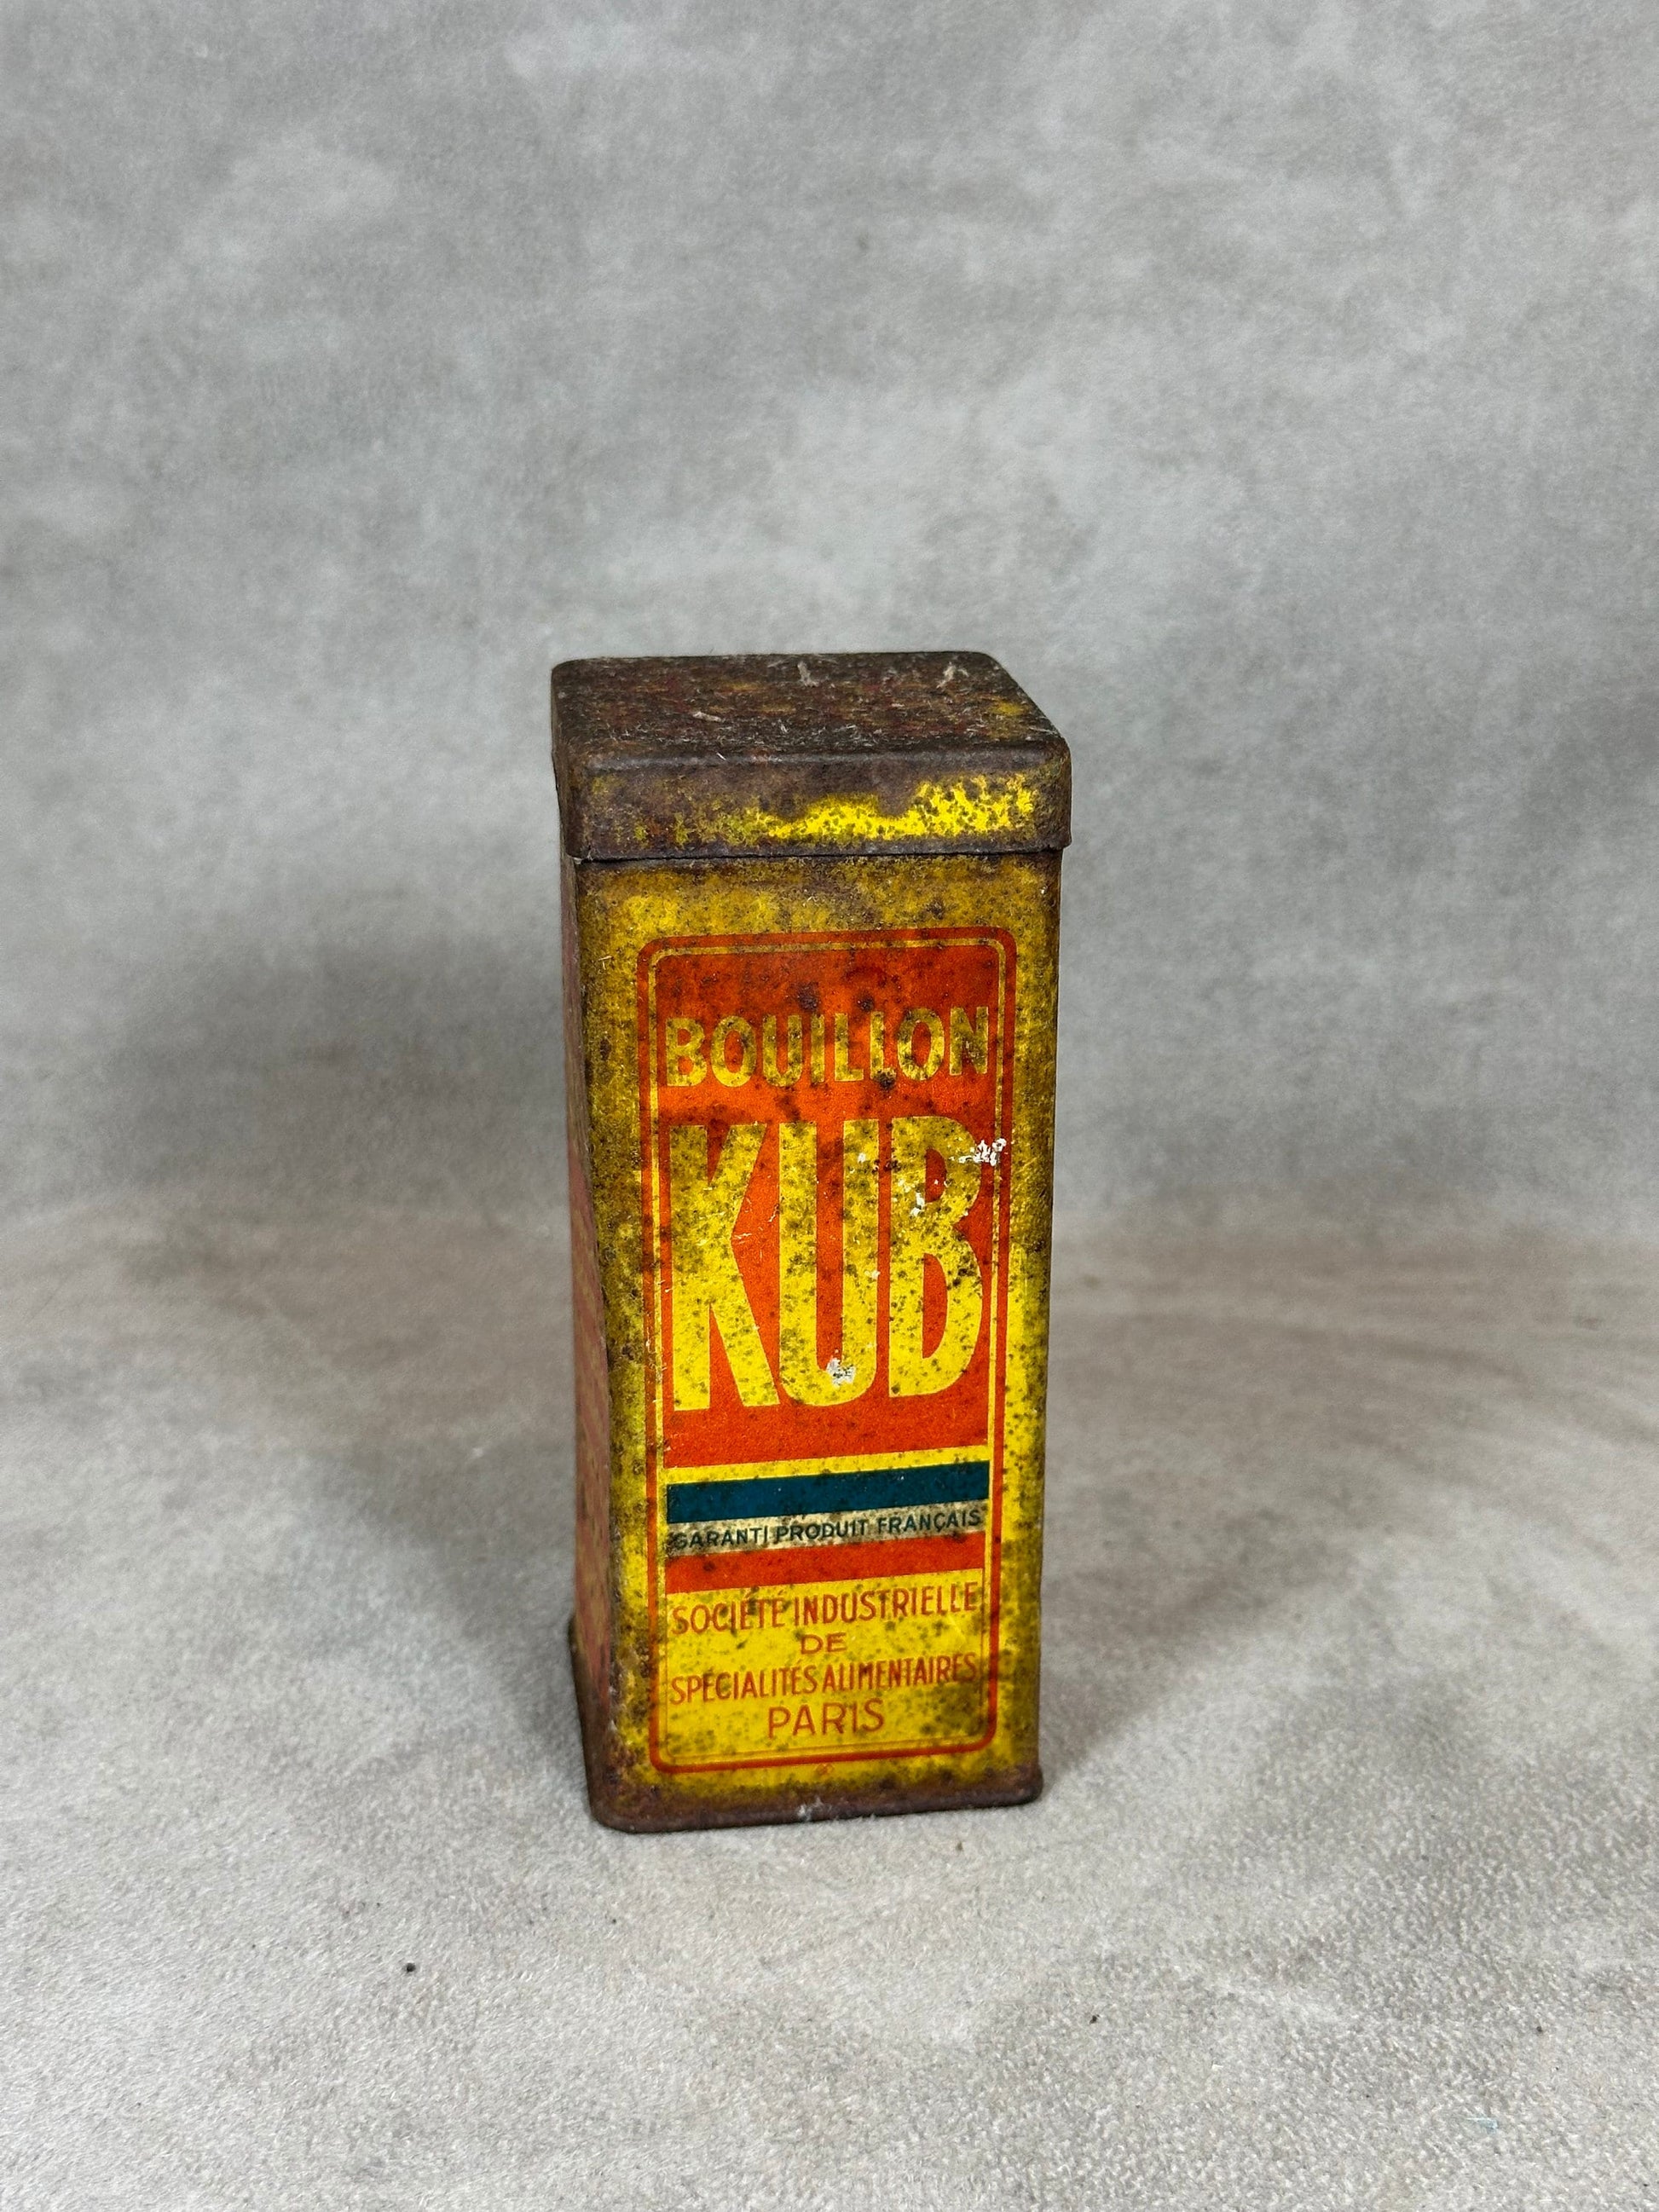 BOUILLON
KUB
GARANTI PRODUIT FRANÇAIS
SOCIÉTÉ INDUSTRIELLE
DE
SPÉCIALITÉS ALIMENTAIRES
PARIS